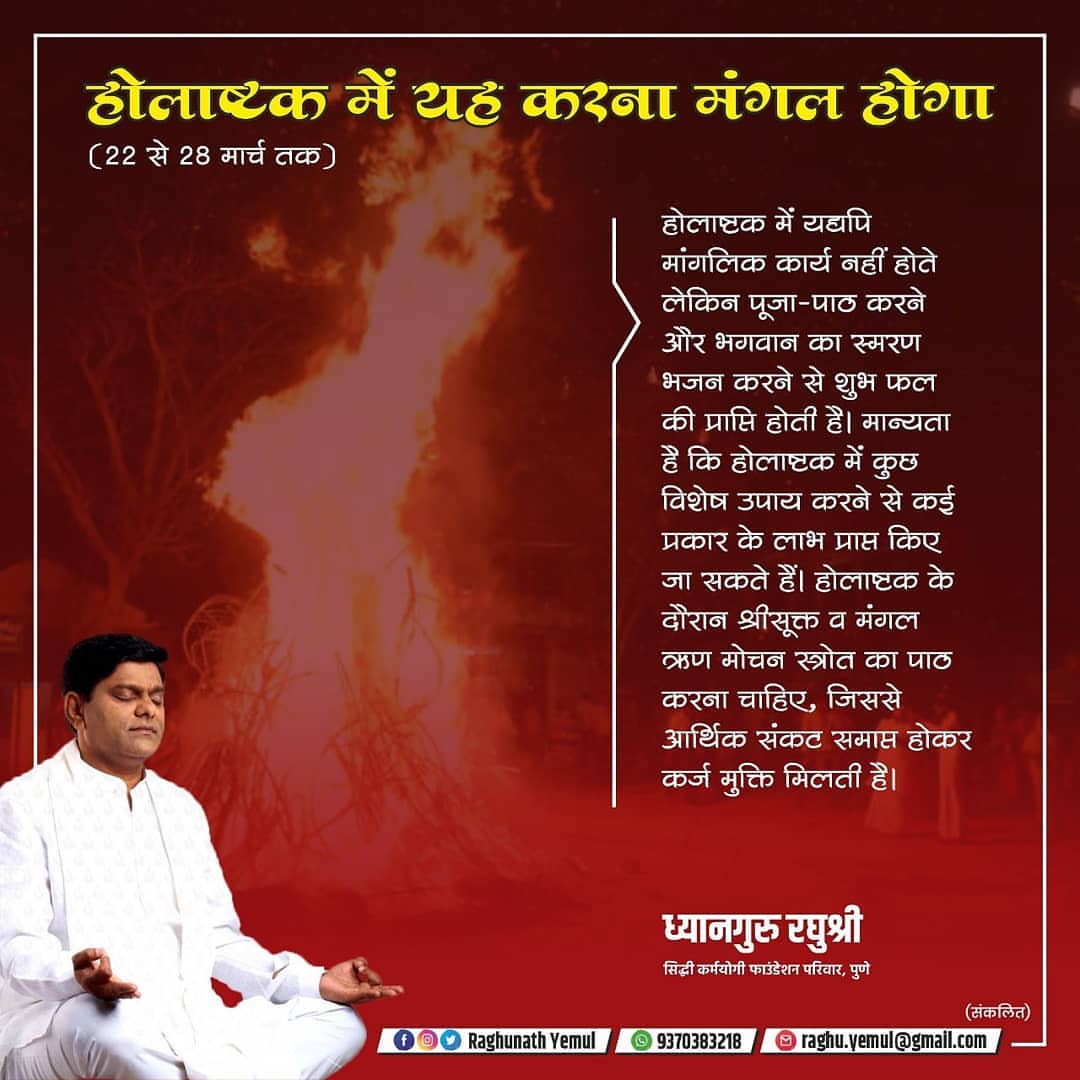 होलाष्टक में यह करना मंगल होगा
(22 से 28 मार्च तक)
होलाष्टक में यद्यपि
मांगलिक कार्य नहीं होते
लेकिन पूजा-पाठ करने
और भगवान का स्मरण
भजन करने से शुभ फल
की प्राप्ति होती है। मान्यता
है कि होलाष्टक में कुछ
विशेष उपाय करने से कई
प्रकार के लाभ प्राप्त किए
जा सकते हैं। होलाष्टक के
दौरान श्रीसूक्त व मंगल
ऋण मोचन स्त्रोत का पाठ
करना चाहिए, जिससे
आर्थिक संकट समाप्त होकर
कर्ज मुक्ति मिलती है।
ध्यानगुरु रघुश्री
सिद्धी कर्मयोगी फाउंडेशन परिवार, पुणे
(संकलित)
Raghunath Yemul 9370383218 raghu.yemul@gmail.com